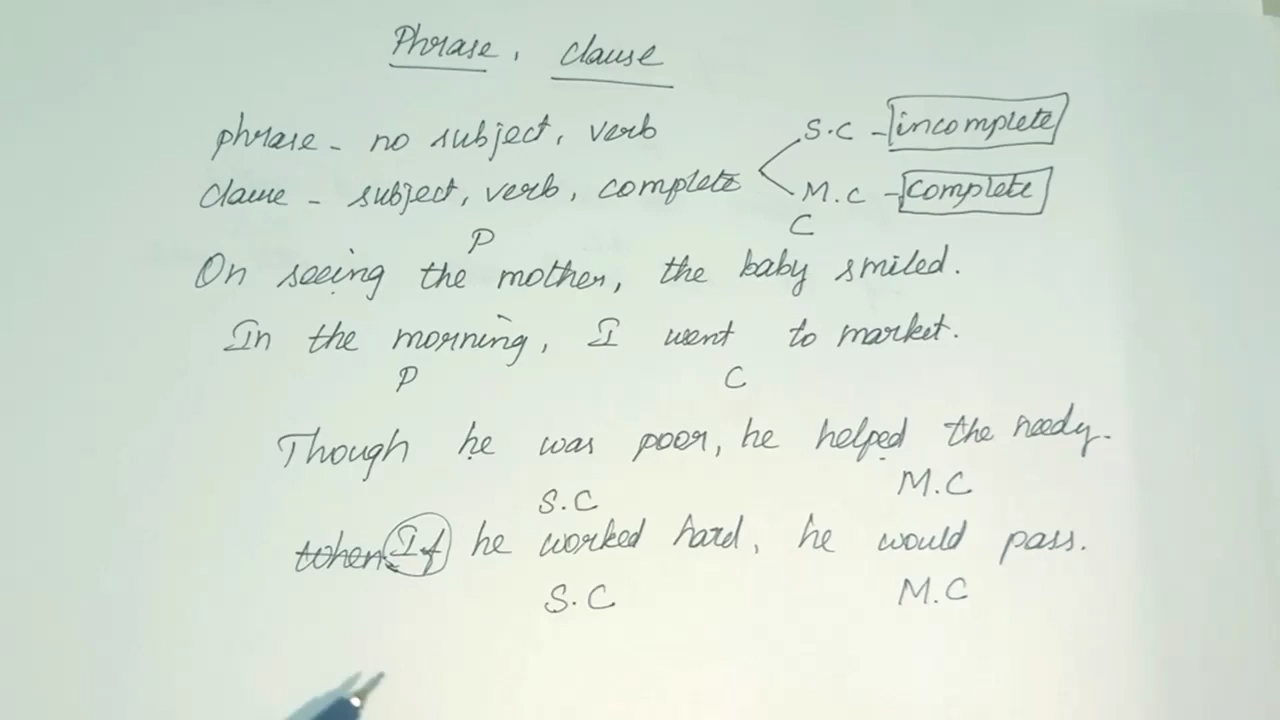 Phrase, Clause
phrase - no subject, verb
S.C - incomplete
Clause - subject, verb, complete
M.C - complete
P C
On seeing the mother, the baby smiled.
In the morning, I went to market.
P C
Though he was poor, he helped the needy.
S.C M.C
when If he worked hard, he would pass.
S.C M.C